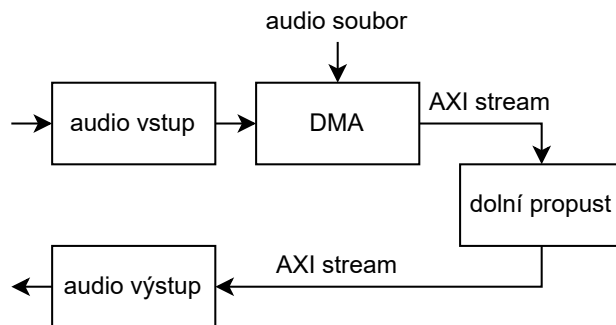 audio soubor
audio vstup
DMA
AXI stream
dolní propust
audio výstup
AXI stream